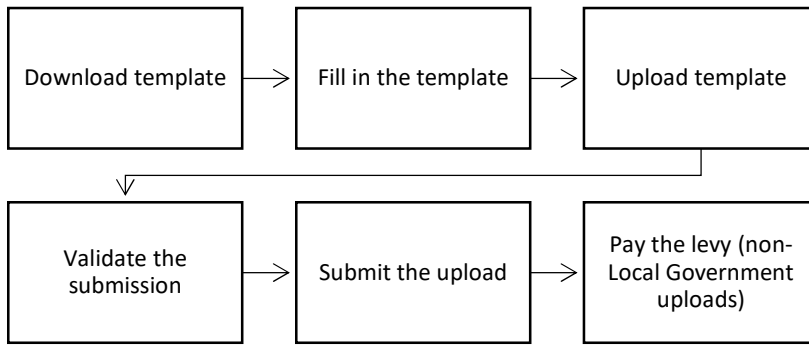 Download template
Fill in the template
Upload template
Validate the
submission
Submit the upload
Pay the levy (non-
Local Government
uploads)